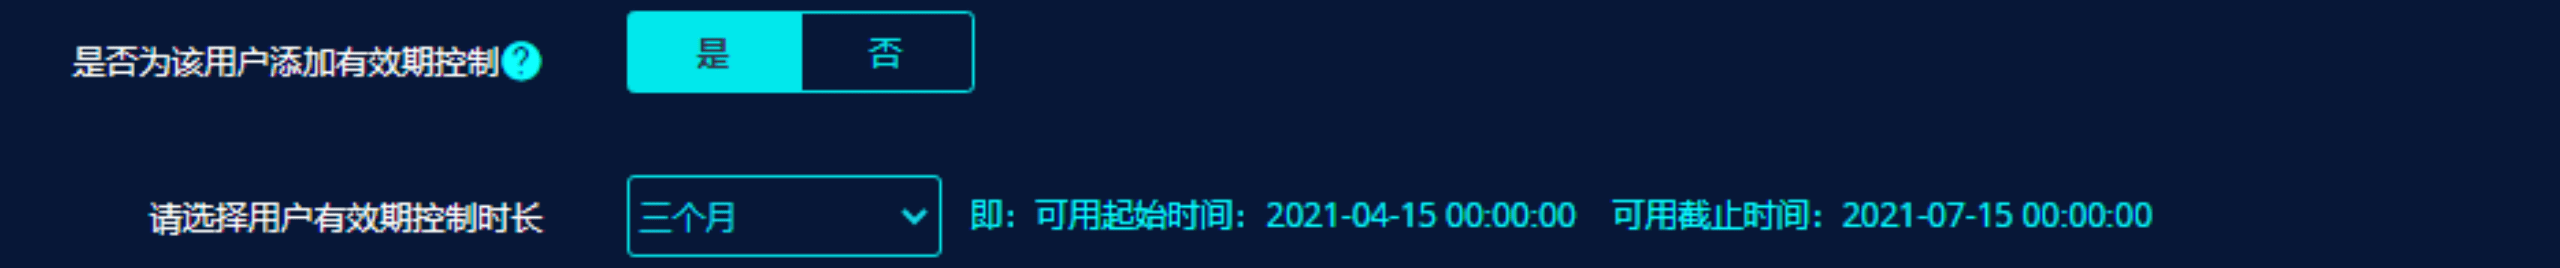 是否为该用户添加有效期控制? 是 否
请选择用户有效期控制时长 三个月 即：可用起始时间：2021-04-15 00:00:00 可用截止时间：2021-07-15 00:00:00